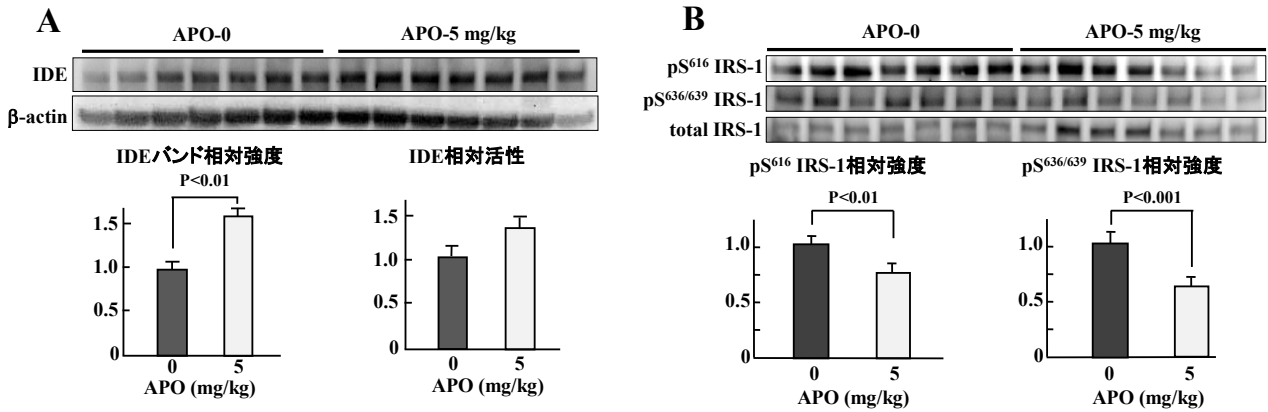 A
APO-0 APO-5 mg/kg
IDE
β-actin
IDEバンド相対強度
P<0.01
1.5
1.0
0.5
0
0 5
APO (mg/kg)
IDE相対活性
1.5
1.0
0.5
0
0 5
APO (mg/kg)
B
APO-0 APO-5 mg/kg
pS⁶¹⁶ IRS-1
pS⁶³⁶/⁶³⁹ IRS-1
total IRS-1
pS⁶¹⁶ IRS-1相対強度
P<0.01
1.0
0.5
0
0 5
APO (mg/kg)
pS⁶³⁶/⁶³⁹ IRS-1相対強度
P<0.001
1.0
0.5
0
0 5
APO (mg/kg)